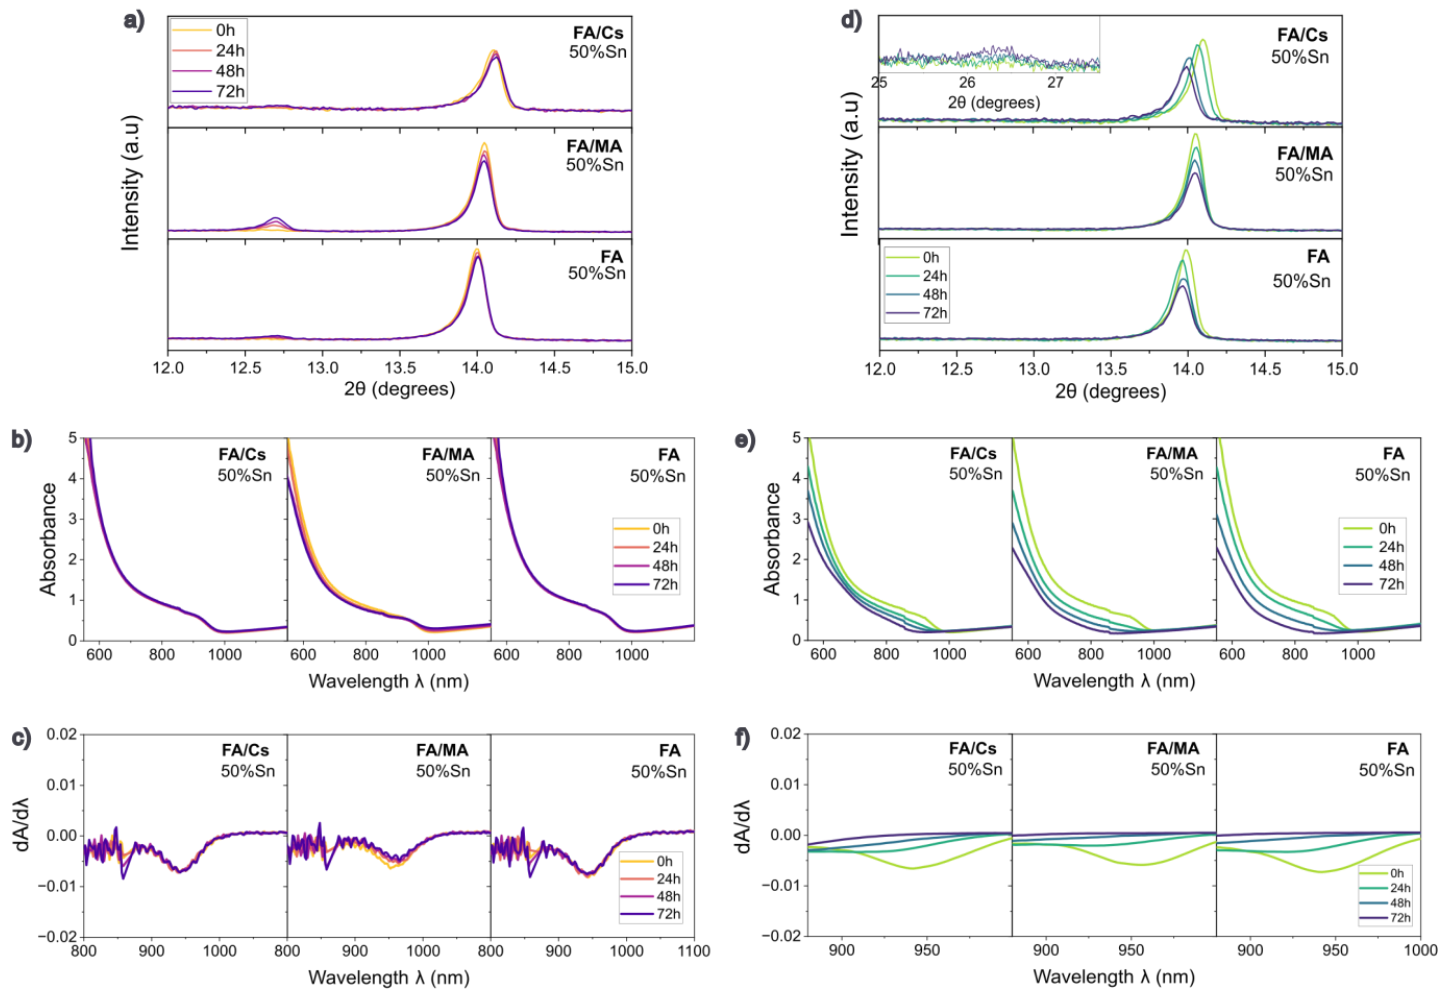 a)
0h
24h
48h
72h
FA/Cs
50%Sn
FA/MA
50%Sn
FA
50%Sn
Intensity (a.u)
12.0 12.5 13.0 13.5 14.0 14.5 15.0
2θ (degrees)
d)
25 26 27
2θ (degrees)
FA/Cs
50%Sn
FA/MA
50%Sn
FA
50%Sn
0h
24h
48h
72h
Intensity (a.u)
12.0 12.5 13.0 13.5 14.0 14.5 15.0
2θ (degrees)
b)
5
4
3
2
1
0
Absorbance
FA/Cs
50%Sn
FA/MA
50%Sn
FA
50%Sn
0h
24h
48h
72h
600 800 1000 600 800 1000 600 800 1000
Wavelength λ (nm)
e)
5
4
3
2
1
0
Absorbance
FA/Cs
50%Sn
FA/MA
50%Sn
FA
50%Sn
0h
24h
48h
72h
600 800 1000 600 800 1000 600 800 1000
Wavelength λ (nm)
c)
0.02
0.01
0.00
−0.01
−0.02
dA/dλ
FA/Cs
50%Sn
FA/MA
50%Sn
FA
50%Sn
0h
24h
48h
72h
800 900 1000 800 900 1000 800 900 1000 1100
Wavelength λ (nm)
f)
0.02
0.01
0.00
−0.01
−0.02
dA/dλ
FA/Cs
50%Sn
FA/MA
50%Sn
FA
50%Sn
0h
24h
48h
72h
900 950 900 950 900 950 1000
Wavelength λ (nm)